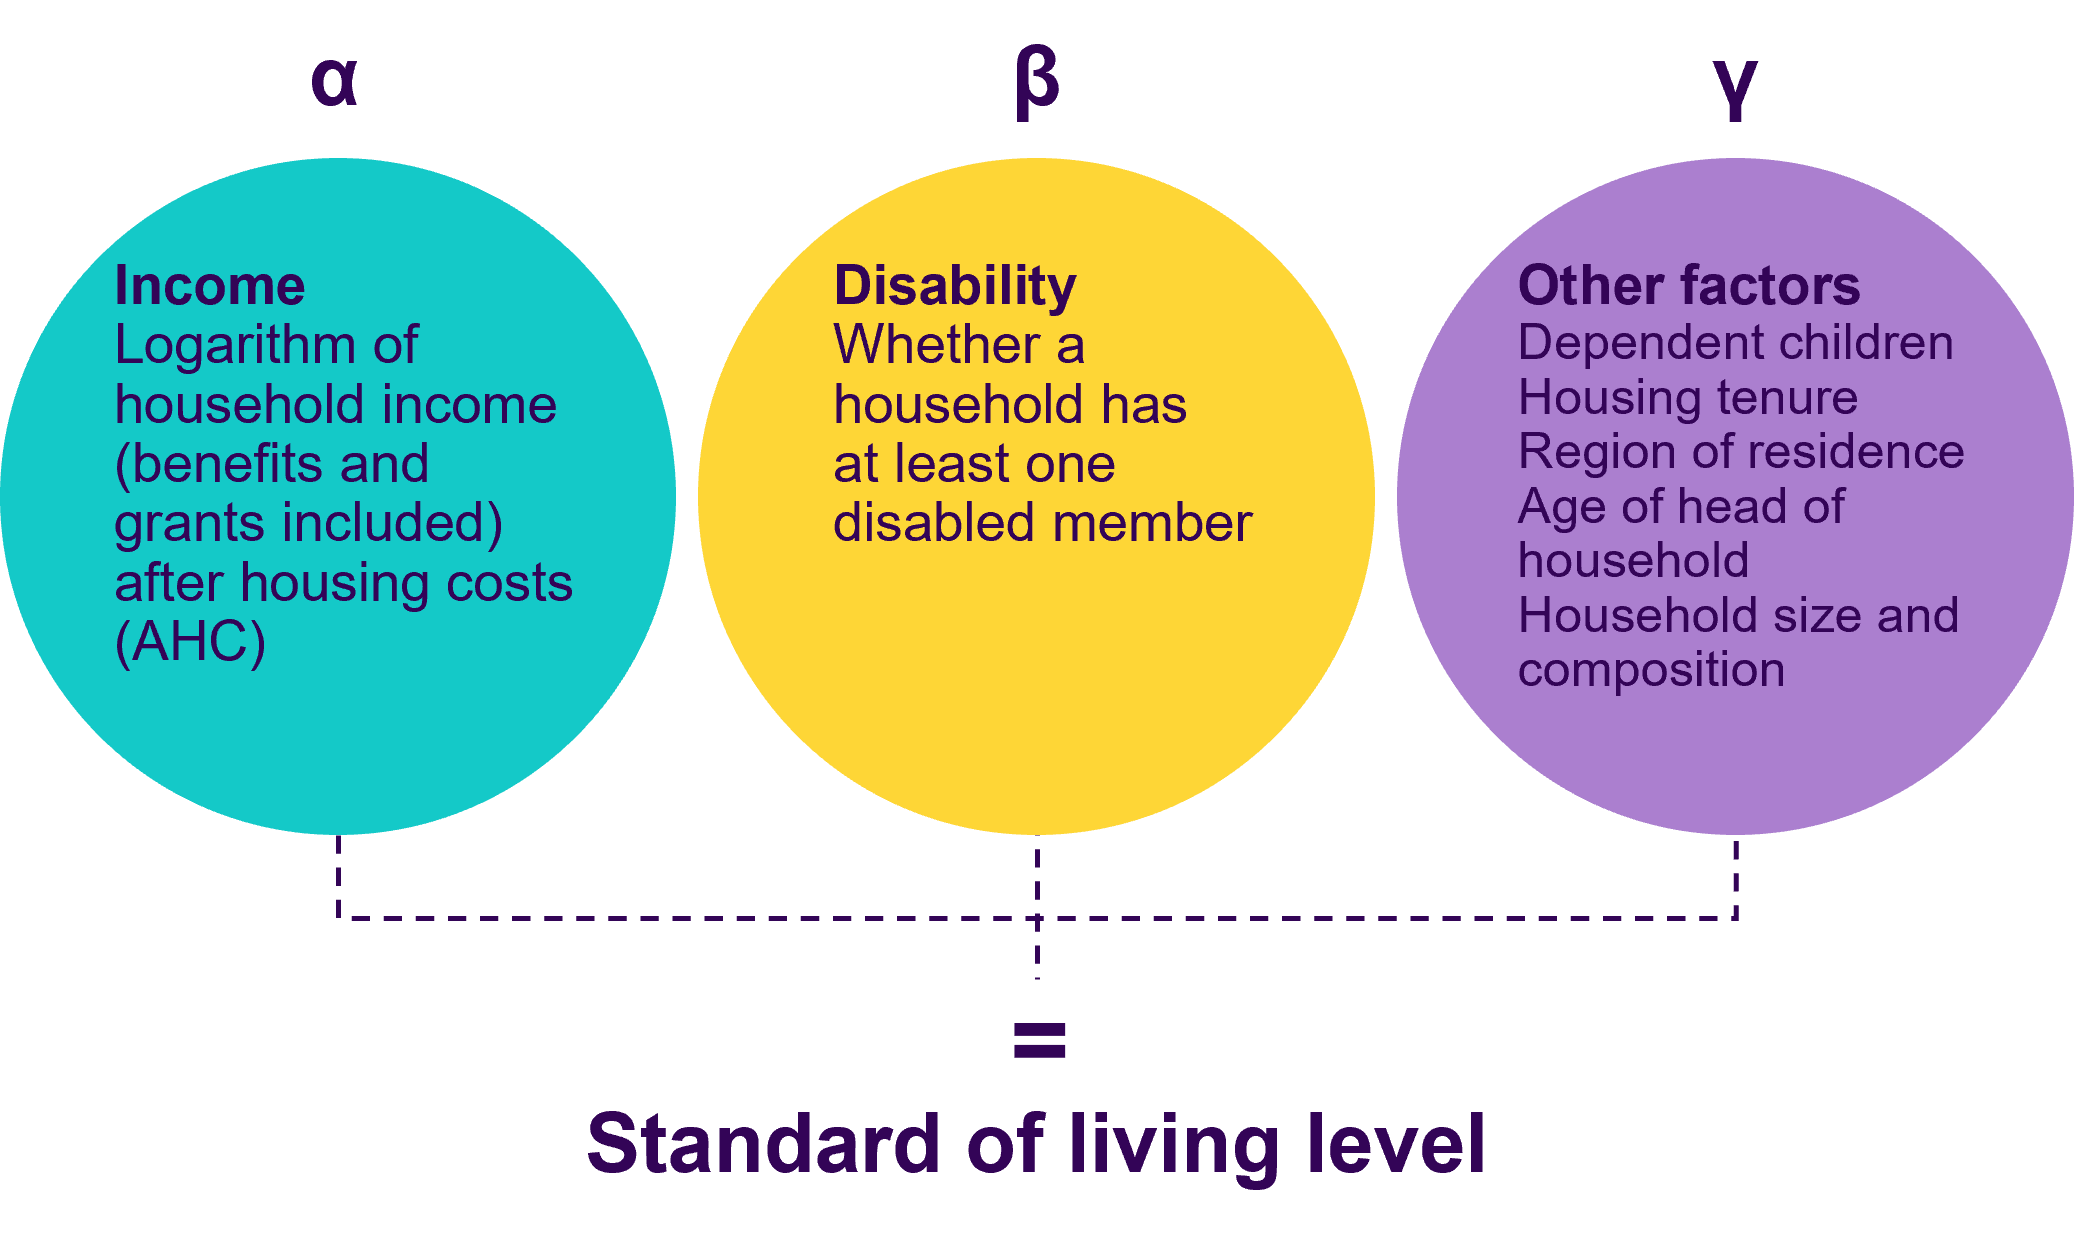 α
β
γ
Income
Logarithm of
household income
(benefits and
grants included)
after housing costs
(AHC)
Disability
Whether a
household has
at least one
disabled member
Other factors
Dependent children
Housing tenure
Region of residence
Age of head of
household
Household size and
composition
=
Standard of living level